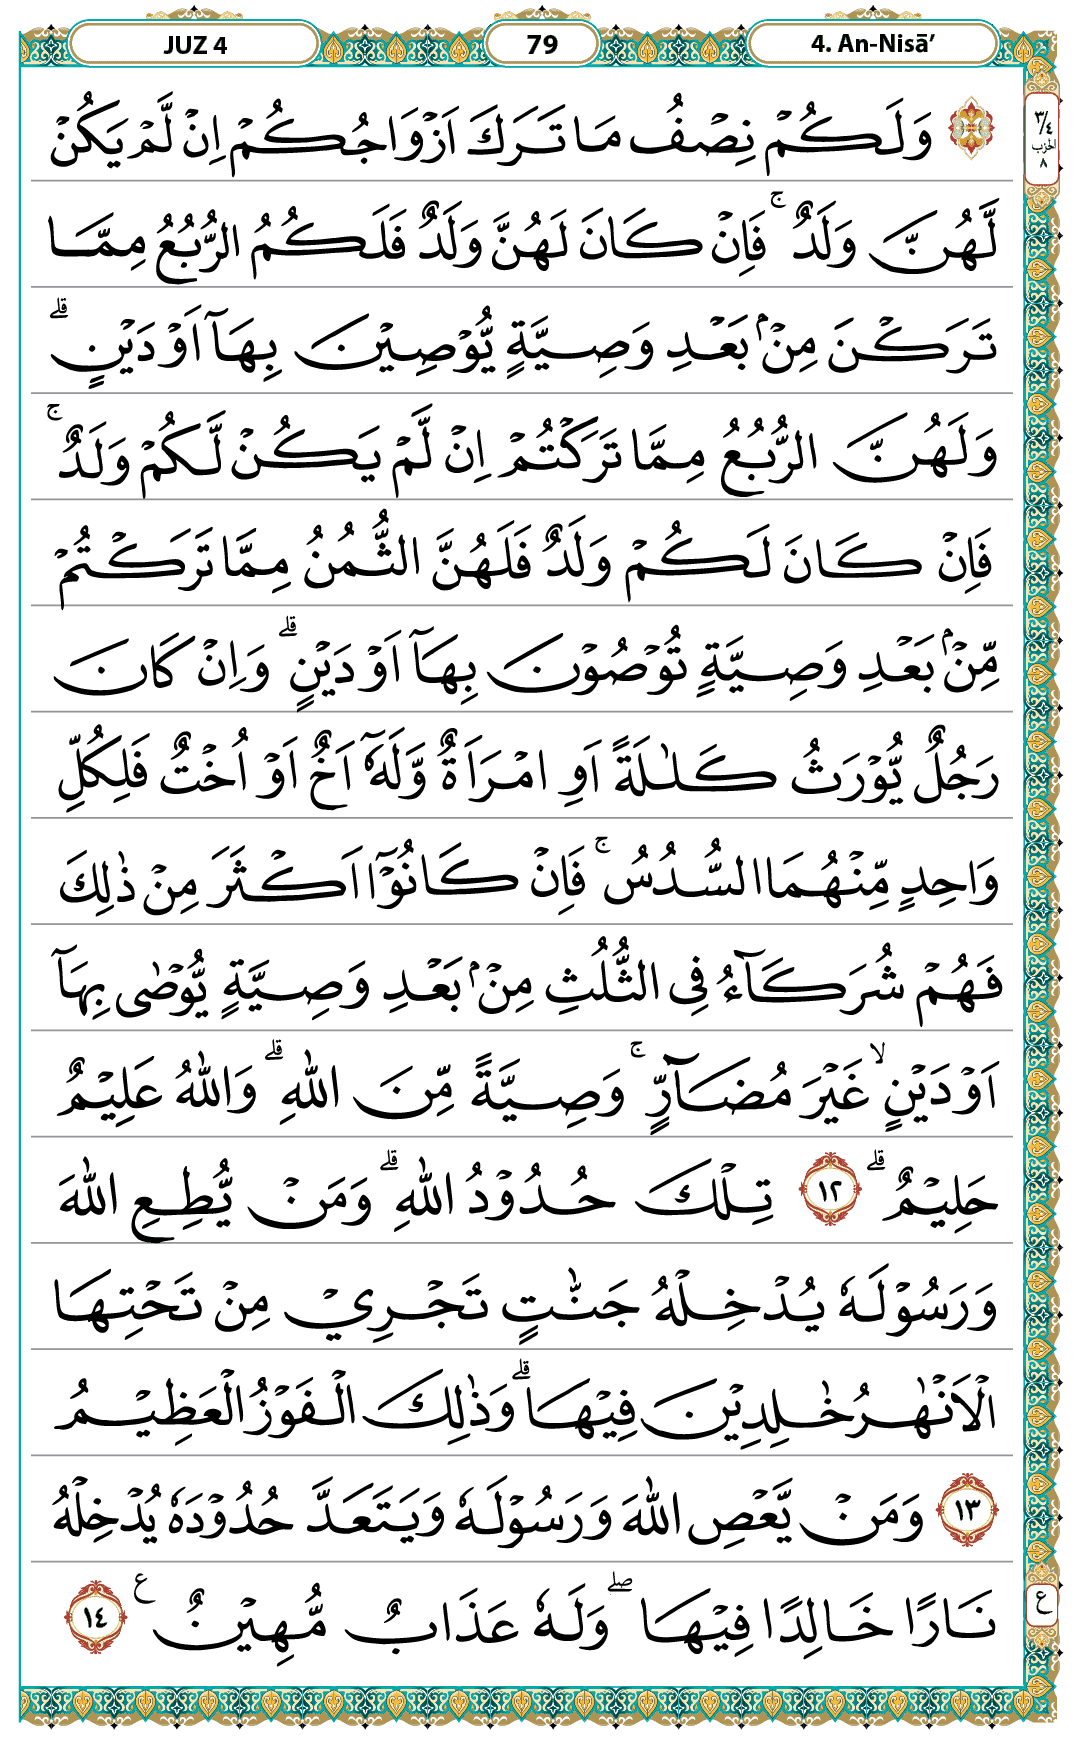 JUZ 4
79
4. An-Nisā’
٣/٤
الحزب
٨
وَلَكُمْ نِصْفُ مَا تَرَكَ اَزْوَاجُكُمْ اِنْ لَّمْ يَكُنْ
لَّهُنَّ وَلَدٌ ۚ فَاِنْ كَانَ لَهُنَّ وَلَدٌ فَلَكُمُ الرُّبُعُ مِمَّا
تَرَكْنَ مِنْۢ بَعْدِ وَصِيَّةٍ يُّوْصِيْنَ بِهَآ اَوْ دَيْنٍ ۗ
وَلَهُنَّ الرُّبُعُ مِمَّا تَرَكْتُمْ اِنْ لَّمْ يَكُنْ لَّكُمْ وَلَدٌ ۚ
فَاِنْ كَانَ لَكُمْ وَلَدٌ فَلَهُنَّ الثُّمُنُ مِمَّا تَرَكْتُمْ
مِّنْۢ بَعْدِ وَصِيَّةٍ تُوْصُوْنَ بِهَآ اَوْ دَيْنٍ ۗ وَاِنْ كَانَ
رَجُلٌ يُّوْرَثُ كَلٰلَةً اَوِ امْرَاَةٌ وَّلَهٗٓ اَخٌ اَوْ اُخْتٌ فَلِكُلِّ
وَاحِدٍ مِّنْهُمَا السُّدُسُ ۚ فَاِنْ كَانُوْٓا اَكْثَرَ مِنْ ذٰلِكَ
فَهُمْ شُرَكَاۤءُ فِى الثُّلُثِ مِنْۢ بَعْدِ وَصِيَّةٍ يُّوْصٰى بِهَآ
اَوْ دَيْنٍ ۙ غَيْرَ مُضَاۤرٍّ ۚ وَصِيَّةً مِّنَ اللّٰهِ ۗ وَاللّٰهُ عَلِيْمٌ
حَلِيْمٌ ۗ ١٢ تِلْكَ حُدُوْدُ اللّٰهِ ۗ وَمَنْ يُّطِعِ اللّٰهَ
وَرَسُوْلَهٗ يُدْخِلْهُ جَنّٰتٍ تَجْرِيْ مِنْ تَحْتِهَا
الْاَنْهٰرُ خٰلِدِيْنَ فِيْهَا ۗ وَذٰلِكَ الْفَوْزُ الْعَظِيْمُ
١٣ وَمَنْ يَّعْصِ اللّٰهَ وَرَسُوْلَهٗ وَيَتَعَدَّ حُدُوْدَهٗ يُدْخِلْهُ
نَارًا خَالِدًا فِيْهَا ۖ وَلَهٗ عَذَابٌ مُّهِيْنٌ ࣖ ١٤
ع